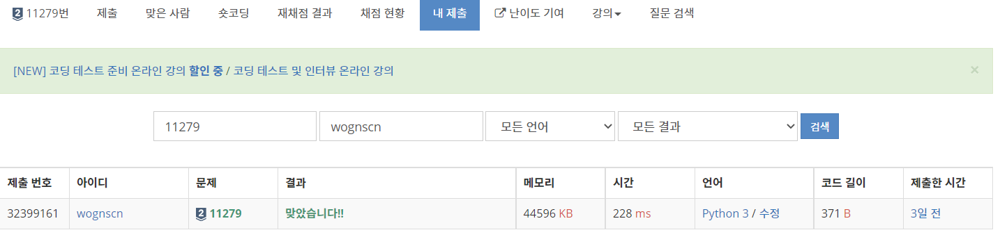 2 11279번 제출 맞은 사람 숏코딩 재채점 결과 채점 현황 내 제출 난이도 기여 강의 질문 검색
[NEW] 코딩 테스트 준비 온라인 강의 할인 중 / 코딩 테스트 및 인터뷰 온라인 강의 ×
11279 wognscn 모든 언어 모든 결과 검색
제출 번호 아이디 문제 결과 메모리 시간 언어 코드 길이 제출한 시간
32399161 wognscn 2 11279 맞았습니다!! 44596 KB 228 ms Python 3 / 수정 371 B 3일 전